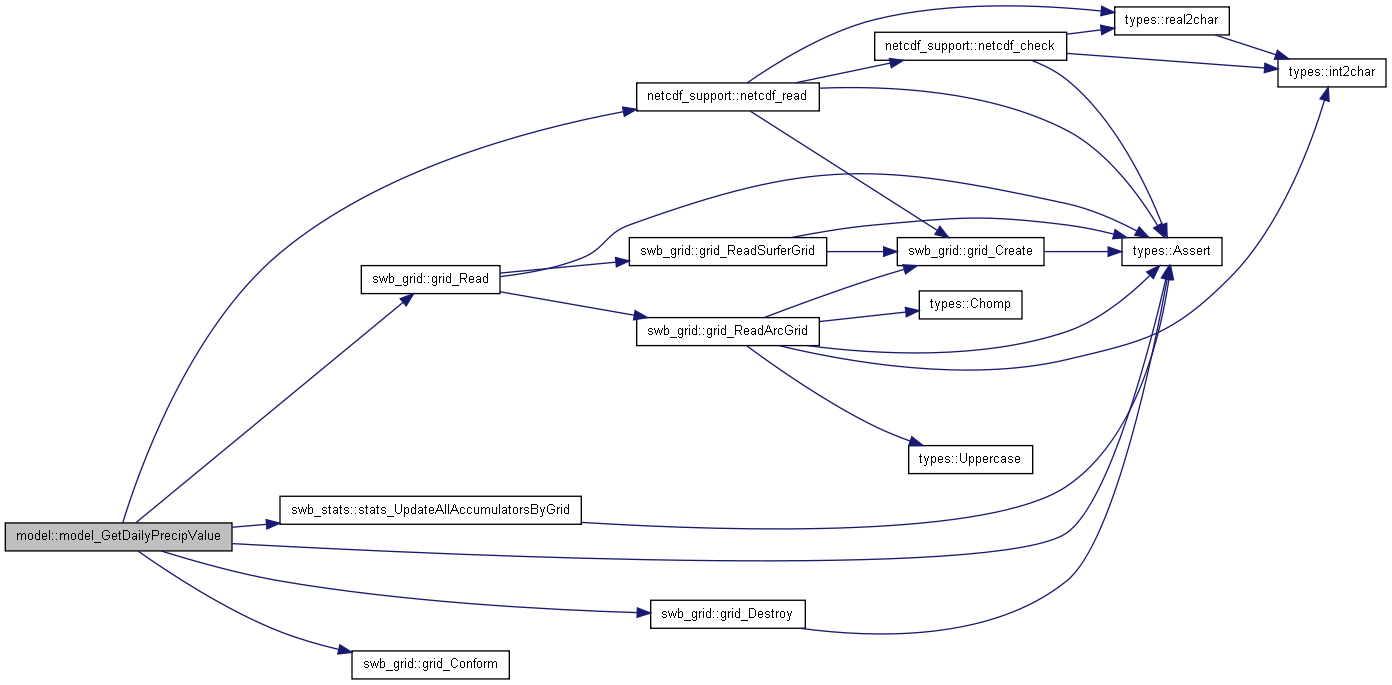 types::real2char
netcdf_support::netcdf_check
types::int2char
netcdf_support::netcdf_read
swb_grid::grid_ReadSurferGrid
swb_grid::grid_Create
types::Assert
swb_grid::grid_Read
types::Chomp
swb_grid::grid_ReadArcGrid
types::Uppercase
swb_stats::stats_UpdateAllAccumulatorsByGrid
model::model_GetDailyPrecipValue
swb_grid::grid_Destroy
swb_grid::grid_Conform